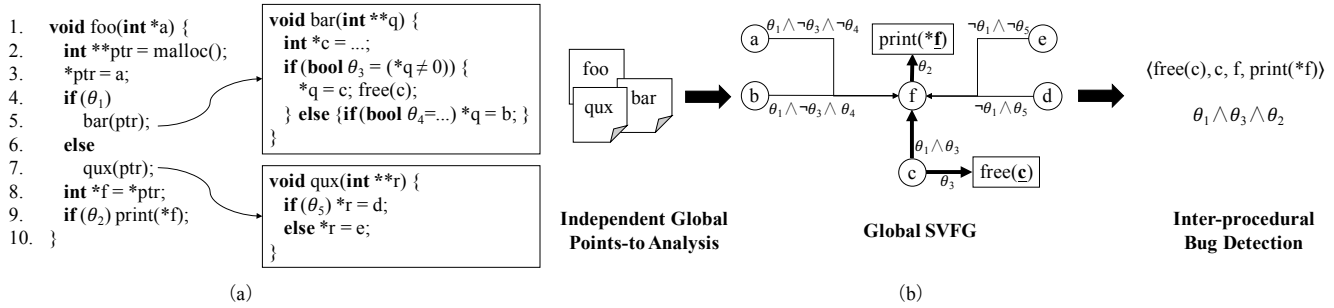 1. void foo(int *a) {
2. int **ptr = malloc();
3. *ptr = a;
4. if (θ1)
5. bar(ptr);
6. else
7. qux(ptr);
8. int *f = *ptr;
9. if (θ2) print(*f);
10. }
void bar(int **q) {
int *c = ...;
if (bool θ3 = (*q ≠ 0)) {
*q = c; free(c);
} else {if(bool θ4=...) *q = b; }
}
void qux(int **r) {
if (θ5) *r = d;
else *r = e;
}
(a)
foo
bar
qux
Independent Global
Points-to Analysis
a
θ1∧¬θ3∧¬θ4
print(*f)
¬θ1∧¬θ5
e
θ2
b
θ1∧¬θ3∧ θ4
f
¬θ1∧θ5
d
θ1∧θ3
c
θ3
free(c)
Global SVFG
(b)
⟨free(c), c, f, print(*f)⟩
θ1∧θ3∧θ2
Inter-procedural
Bug Detection